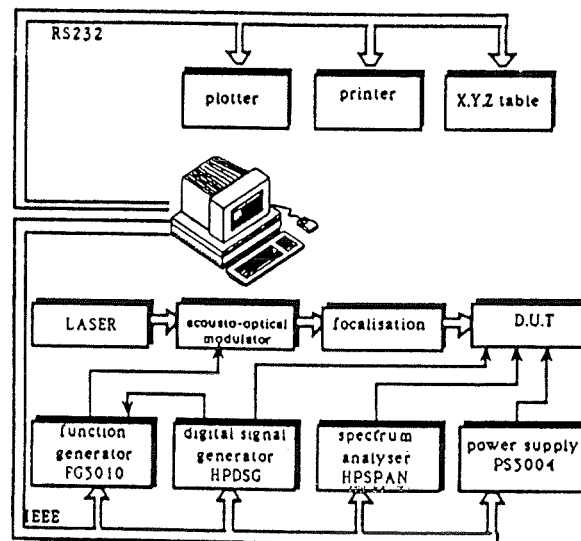 RS232
plotter
printer
X,Y,Z table
LASER
acousto-optical
modulator
focalisation
D.U.T
function
generator
FG5010
digital signal
generator
HPDSG
spectrum
analyser
HPSPAN
power supply
PS5004
IEEE